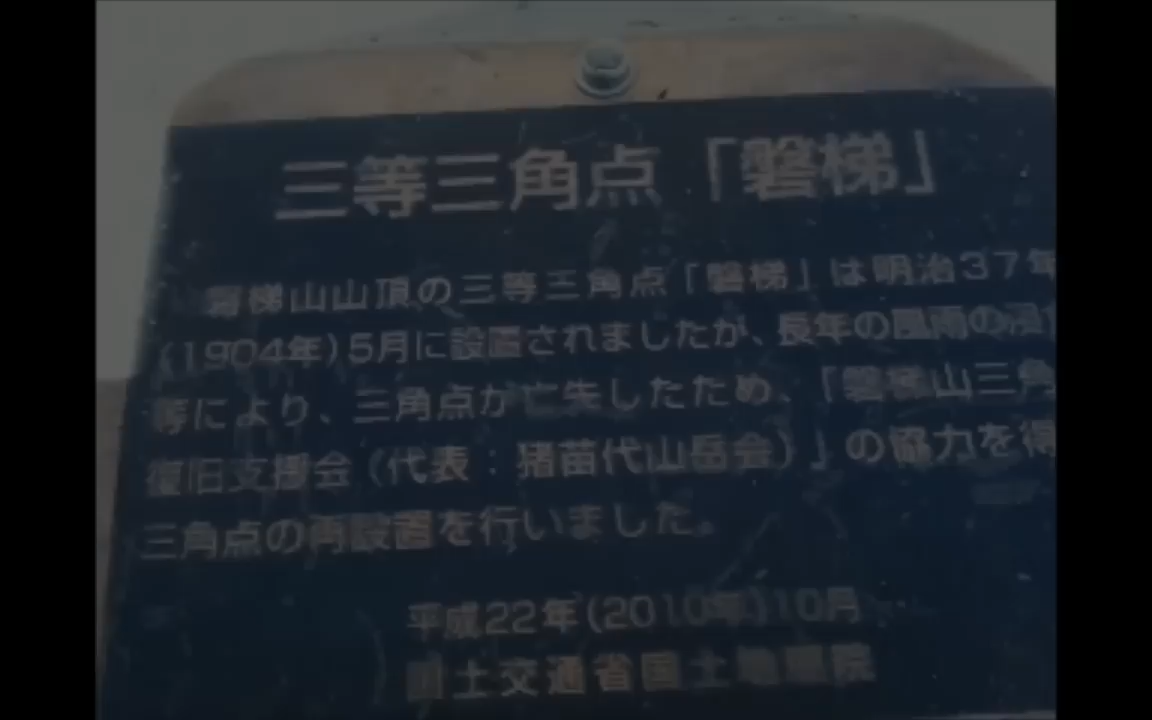 三等三角点「磐梯」
磐梯山山頂の三等三角点「磐梯」は明治37年
(1904年)5月に設置されましたが、長年の風雨の
等により、三角点が亡失したため、「磐梯山三角
復旧支援会（代表：猪苗代山岳会）」の協力を得
三角点の再設置を行いました。
平成22年(2010年)10月
国土交通省国土地理院